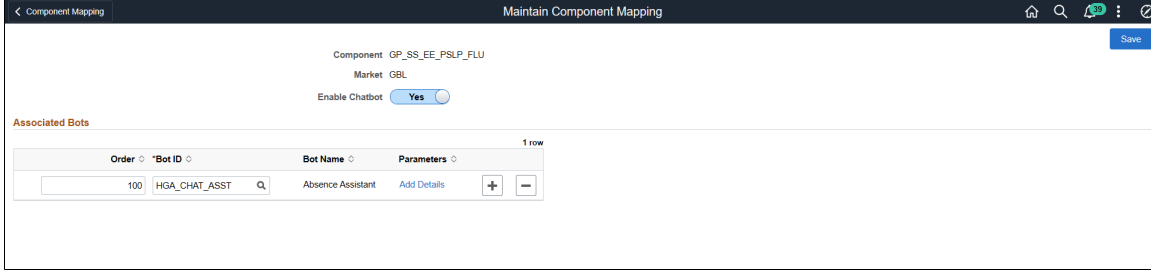 Component Mapping
Maintain Component Mapping
39
Save
Component GP_SS_EE_PSLP_FLU
Market GBL
Enable Chatbot Yes
Associated Bots
1 row
Order *Bot ID Bot Name Parameters
100 HGA_CHAT_ASST Absence Assistant Add Details + −